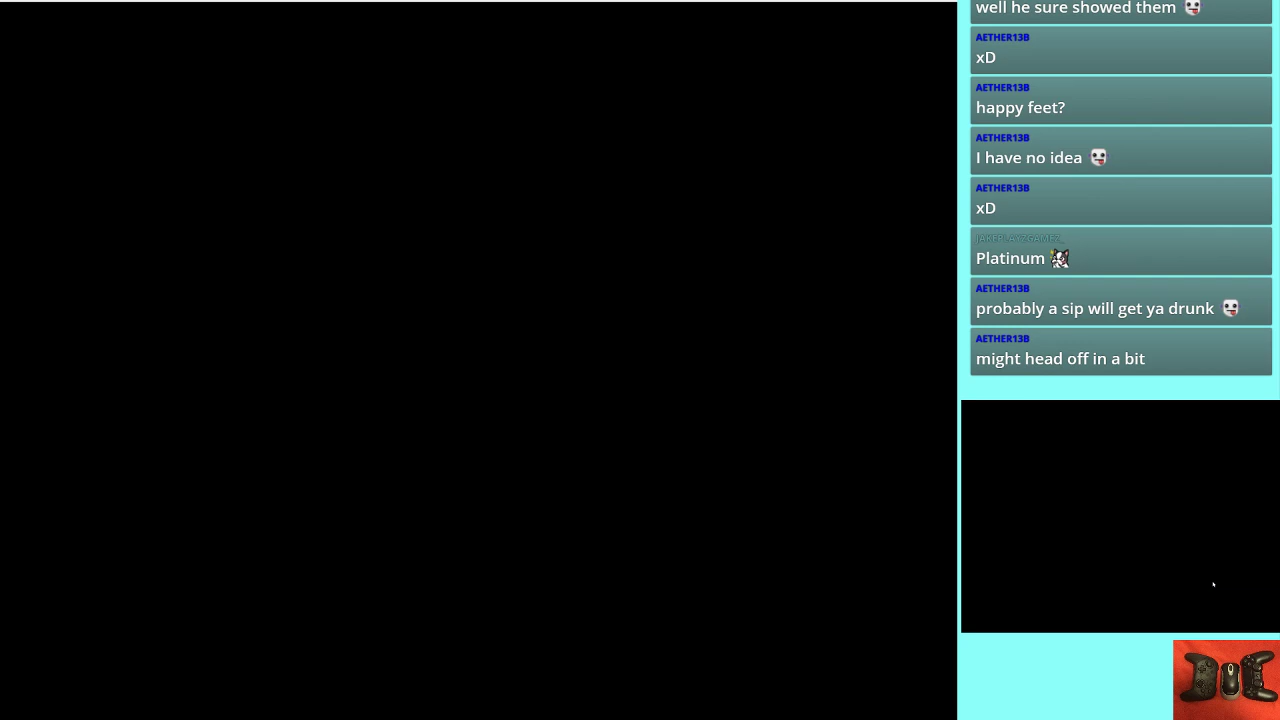 well he sure showed them
AETHER13B
xD
AETHER13B
happy feet?
AETHER13B
I have no idea
AETHER13B
xD
JAKEPLAYZGAMEZ_
Platinum
AETHER13B
probably a sip will get ya drunk
AETHER13B
might head off in a bit